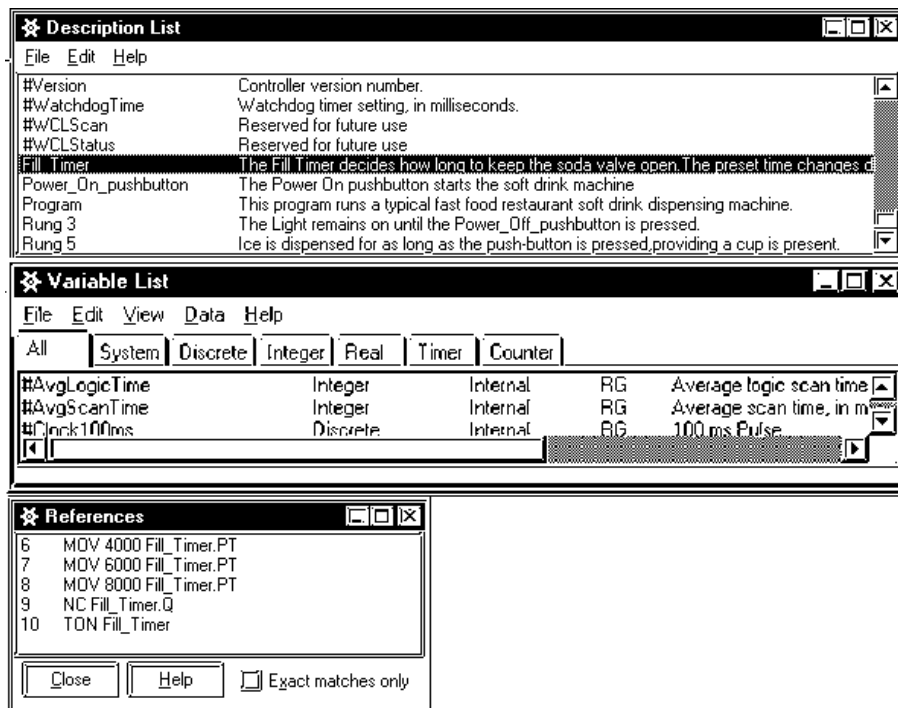 Description List
File Edit Help
#Version Controller version number.
#WatchdogTime Watchdog timer setting, in milliseconds.
#WCLScan Reserved for future use
#WCLStatus Reserved for future use
Fill_Timer The Fill Timer decides how long to keep the soda valve open.The preset time changes d
Power_On_pushbutton The Power On pushbutton starts the soft drink machine
Program This program runs a typical fast food restaurant soft drink dispensing machine.
Rung 3 The Light remains on until the Power_Off_pushbutton is pressed.
Rung 5 Ice is dispensed for as long as the push-button is pressed,providing a cup is present.
Variable List
File Edit View Data Help
All System Discrete Integer Real Timer Counter
#AvgLogicTime Integer Internal RG Average logic scan time
#AvgScanTime Integer Internal RG Average scan time, in m
#Clock100ms Discrete Internal RG 100 ms Pulse
References
6 MOV 4000 Fill_Timer.PT
7 MOV 6000 Fill_Timer.PT
8 MOV 8000 Fill_Timer.PT
9 NC Fill_Timer.Q
10 TON Fill_Timer
Close Help Exact matches only